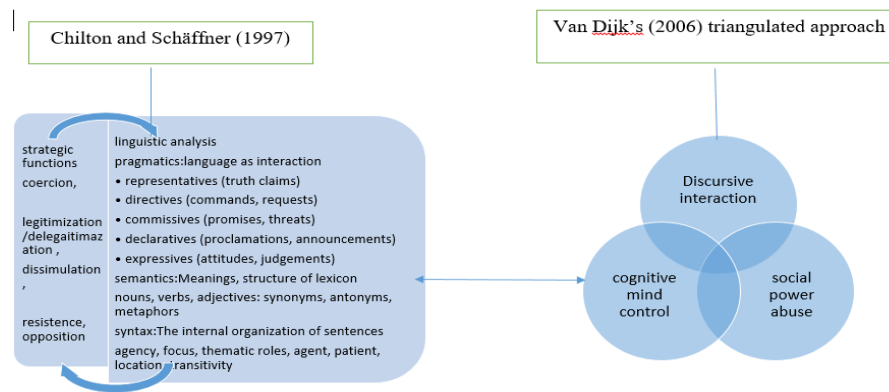 Chilton and Schäffner (1997)
Van Dijk's (2006) triangulated approach
strategic
functions
coercion,
legitimization
/delegaitimaz
ation ,
dissimulation
,
resistence,
opposition
linguistic analysis
pragmatics:language as interaction
• representatives (truth claims)
• directives (commands, requests)
• commissives (promises, threats)
• declaratives (proclamations, announcements)
• expressives (attitudes, judgements)
semantics:Meanings, structure of lexicon
nouns, verbs, adjectives: synonyms, antonyms,
metaphors
syntax:The internal organization of sentences
agency, focus, thematic roles, agent, patient,
location, transitivity
Discursive
interaction
cognitive
mind
control
social
power
abuse